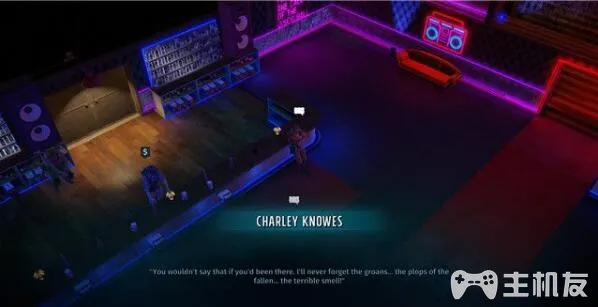 S
CHARLEY KNOWES
"You wouldn't say that if you'd been there. I'll never forget the groans... the plops of the
fallen... the terrible smell!"
主机友